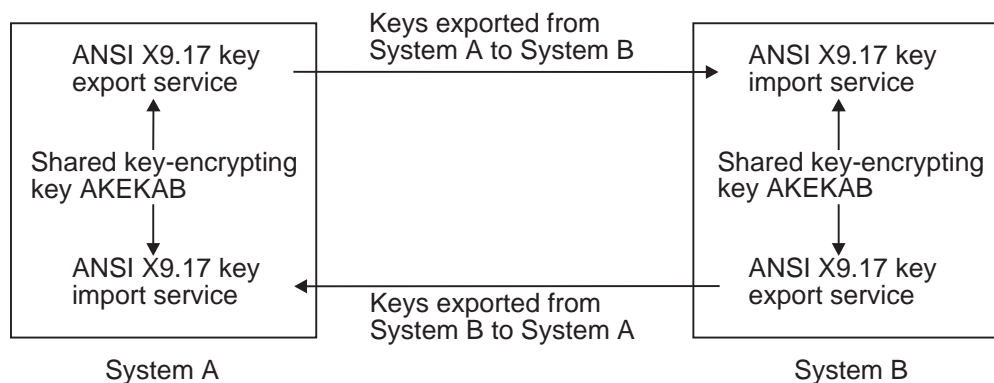 ANSI X9.17 key
export service
Shared key-encrypting
key AKEKAB
ANSI X9.17 key
import service
System A
Keys exported from
System A to System B
Keys exported from
System B to System A
ANSI X9.17 key
import service
Shared key-encrypting
key AKEKAB
ANSI X9.17 key
export service
System B